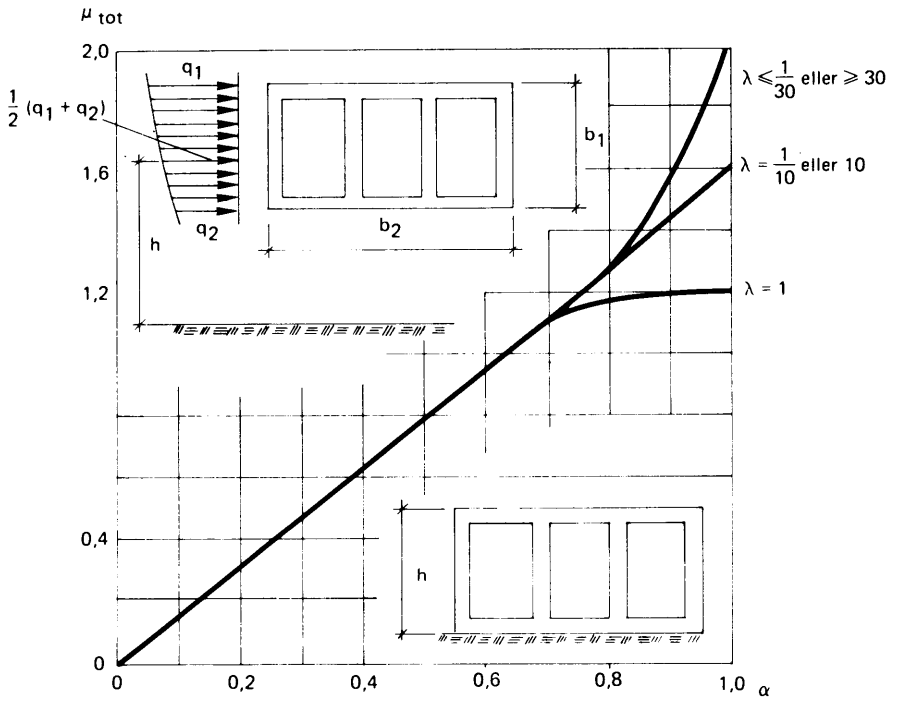 μ tot
2,0
1.6
1,2
0,4
0
0
0,2
0,4
0,6
0,8
1,0
α
q1
1/2 (q1 + q2)
q2
h
b1
b2
λ ≤ 1/30 eller ≥ 30
λ = 1/10 eller 10
λ = 1
h